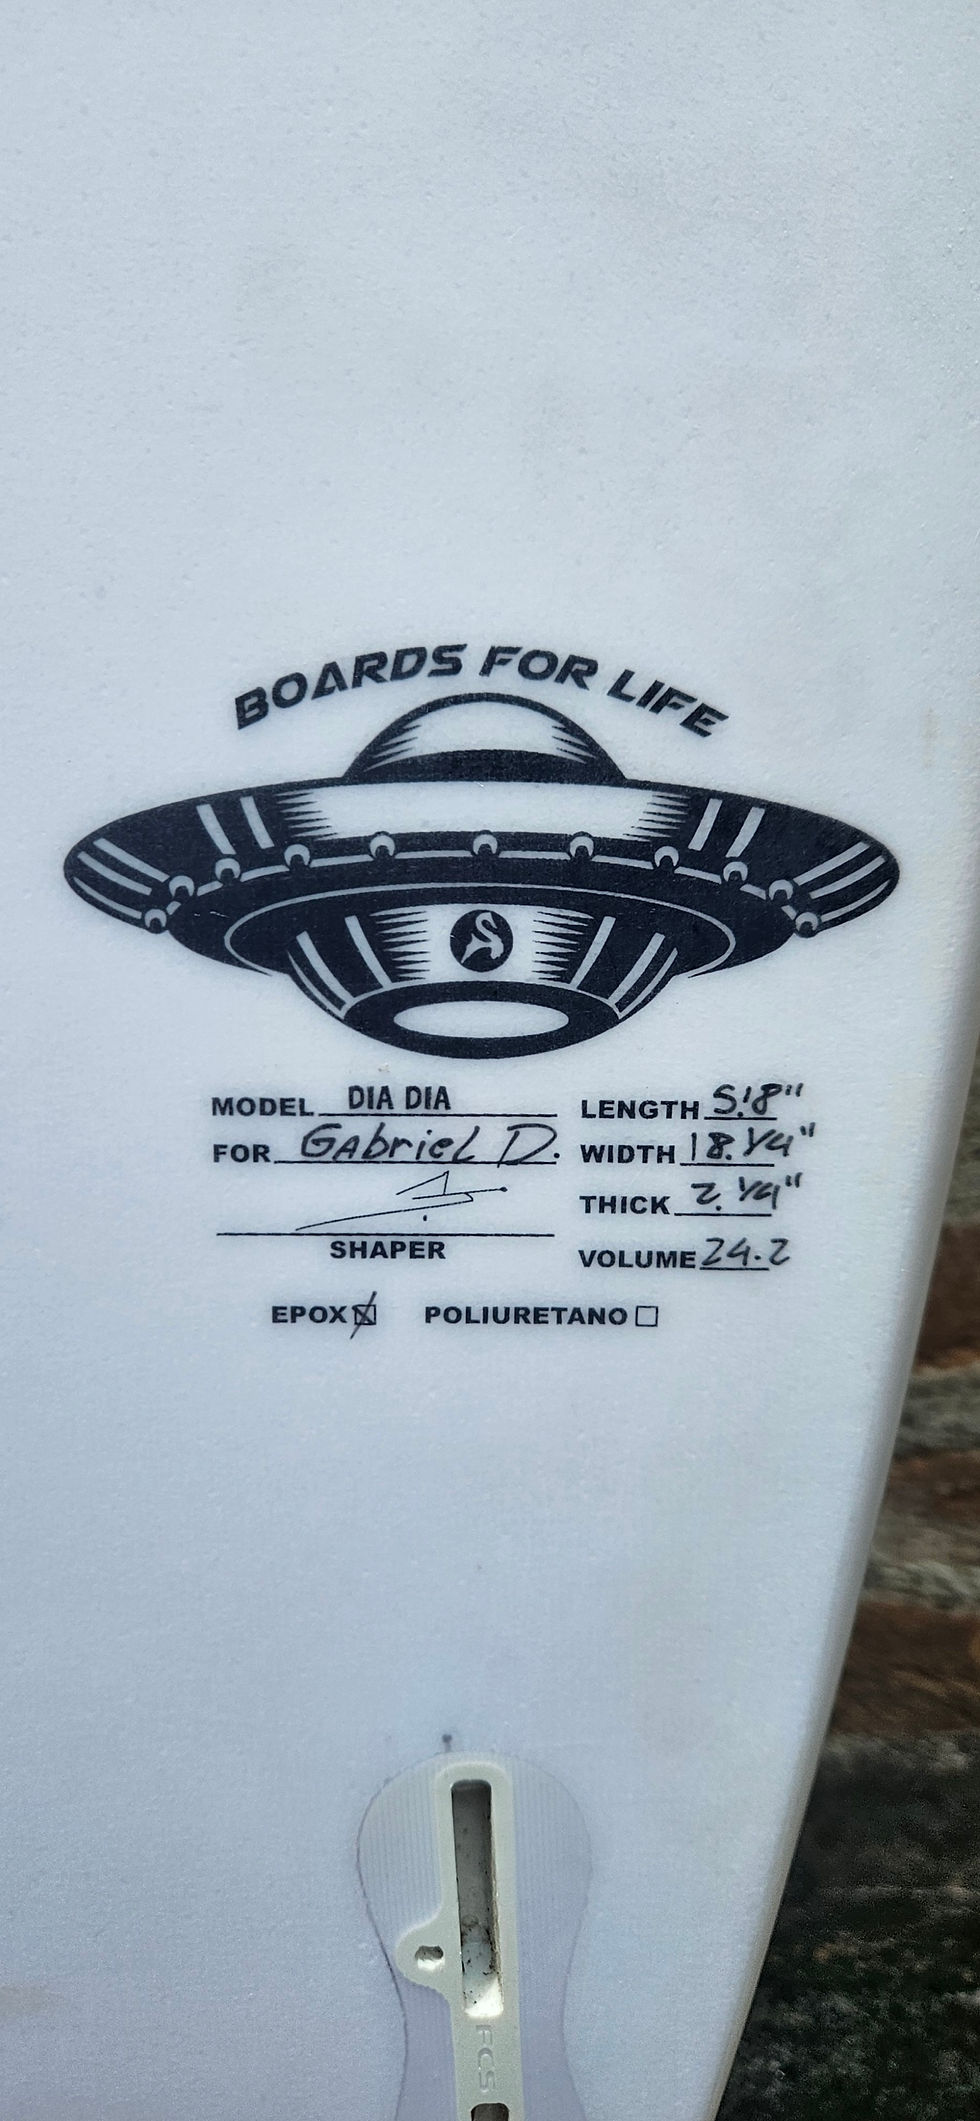 BOARDS FOR LIFE
MODEL DIA DIA
FOR Gabriel D.
SHAPER
LENGTH 5'.8"
WIDTH 18.1/4"
THICK 2.1/4"
VOLUME 24.2
EPOX POLIURETANO
FCS